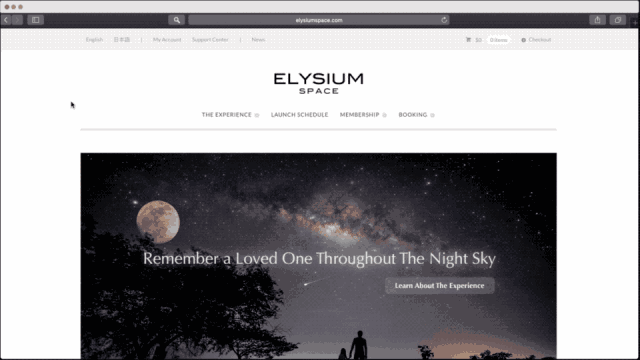 elysiumspace.com
English 日本語 | My Account Support Center | News $0 0 items Checkout
ELYSIUM
SPACE
THE EXPERIENCE LAUNCH SCHEDULE MEMBERSHIP BOOKING
Remember a Loved One Throughout The Night Sky
Learn About The Experience